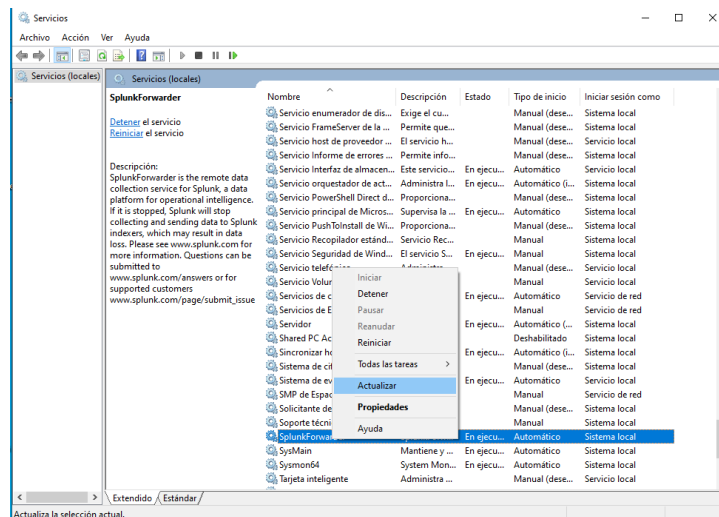 Servicios
Archivo Acción Ver Ayuda
Servicios (locales)
Servicios (locales)
SplunkForwarder
Detener el servicio
Reiniciar el servicio
Descripción:
SplunkForwarder is the remote data
collection service for Splunk, a data
platform for operational intelligence.
If it is stopped, Splunk will stop
collecting and sending data to Splunk
indexers, which may result in data
loss. Please see www.splunk.com for
more information. Questions can be
submitted to
www.splunk.com/answers or for
supported customers
www.splunk.com/page/submit_issue
Nombre Descripción Estado Tipo de inicio Iniciar sesión como
Servicio enumerador de dis... Exige el cu... Manual (dese... Sistema local
Servicio FrameServer de la ... Permite que... Manual (dese... Sistema local
Servicio host de proveedor ... El servicio h... Manual Sistema local
Servicio Informe de errores ... Permite info... Manual (dese... Sistema local
Servicio Interfaz de almacen... Este servicio... En ejecu... Automático Servicio local
Servicio orquestador de act... Administra l... En ejecu... Automático (i... Sistema local
Servicio PowerShell Direct d... Proporciona... Manual (dese... Sistema local
Servicio principal de Micros... Supervisa la ... En ejecu... Automático Sistema local
Servicio PushToInstall de Wi... Proporciona... Manual (dese... Sistema local
Servicio Recopilador estánd... Servicio Rec... Manual Sistema local
Servicio Seguridad de Wind... El servicio S... En ejecu... Manual Sistema local
Servicio telefónico Administra Manual (dese... Servicio local
Servicio Volur Manual Servicio local
Servicios de c En ejecu... Automático Servicio de red
Servicios de E Manual Servicio de red
Servidor En ejecu... Automático (... Sistema local
Shared PC Ac Deshabilitado Sistema local
Sincronizar ho En ejecu... Automático (i... Sistema local
Sistema de cif Manual (dese... Sistema local
Sistema de ev En ejecu... Automático Servicio local
SMP de Espac Manual Servicio de red
Solicitante de Manual (dese... Sistema local
Soporte técni Manual Sistema local
SplunkForwarder En ejecu... Automático Sistema local
SysMain Mantiene y ... En ejecu... Automático Sistema local
Sysmon64 System Mon... En ejecu... Automático Sistema local
Tarjeta inteligente Administra ... Manual (dese... Servicio local
Iniciar
Detener
Pausar
Reanudar
Reiniciar
Todas las tareas
Actualizar
Propiedades
Ayuda
Extendido Estándar
Actualiza la selección actual.